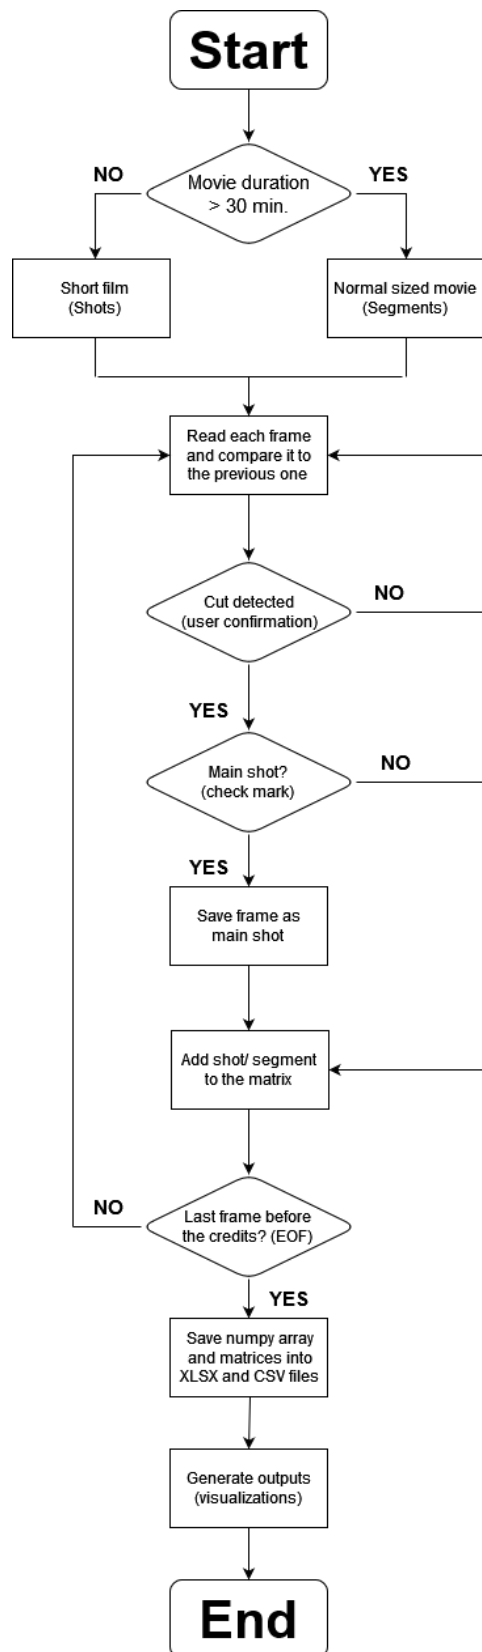 Start
Movie duration
> 30 min.
NO
YES
Short film
(Shots)
Normal sized movie
(Segments)
Read each frame
and compare it to
the previous one
Cut detected
(user confirmation)
NO
YES
Main shot?
(check mark)
NO
YES
Save frame as
main shot
Add shot/ segment
to the matrix
Last frame before
the credits? (EOF)
NO
YES
Save numpy array
and matrices into
XLSX and CSV files
Generate outputs
(visualizations)
End